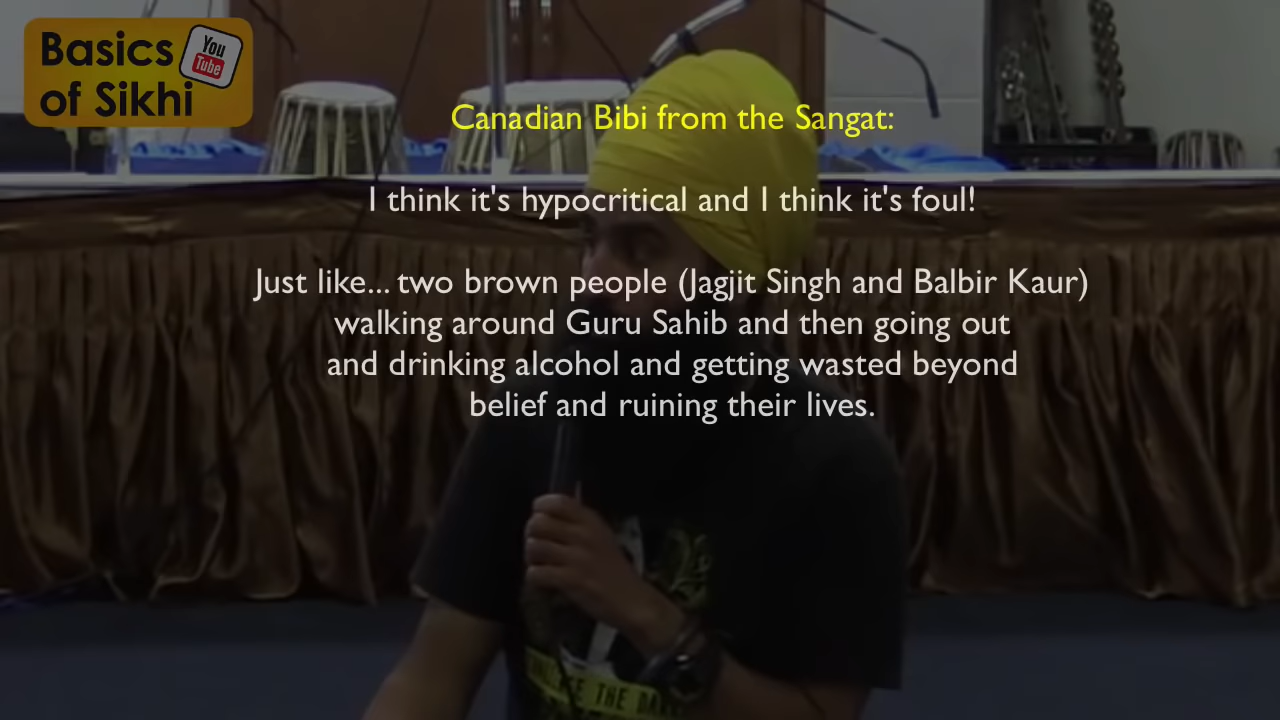 Basics
of Sikhi
You
Tube
Canadian Bibi from the Sangat:
I think it's hypocritical and I think it's foul!
Just like... two brown people (Jagjit Singh and Balbir Kaur)
walking around Guru Sahib and then going out
and drinking alcohol and getting wasted beyond
belief and ruining their lives.
THE